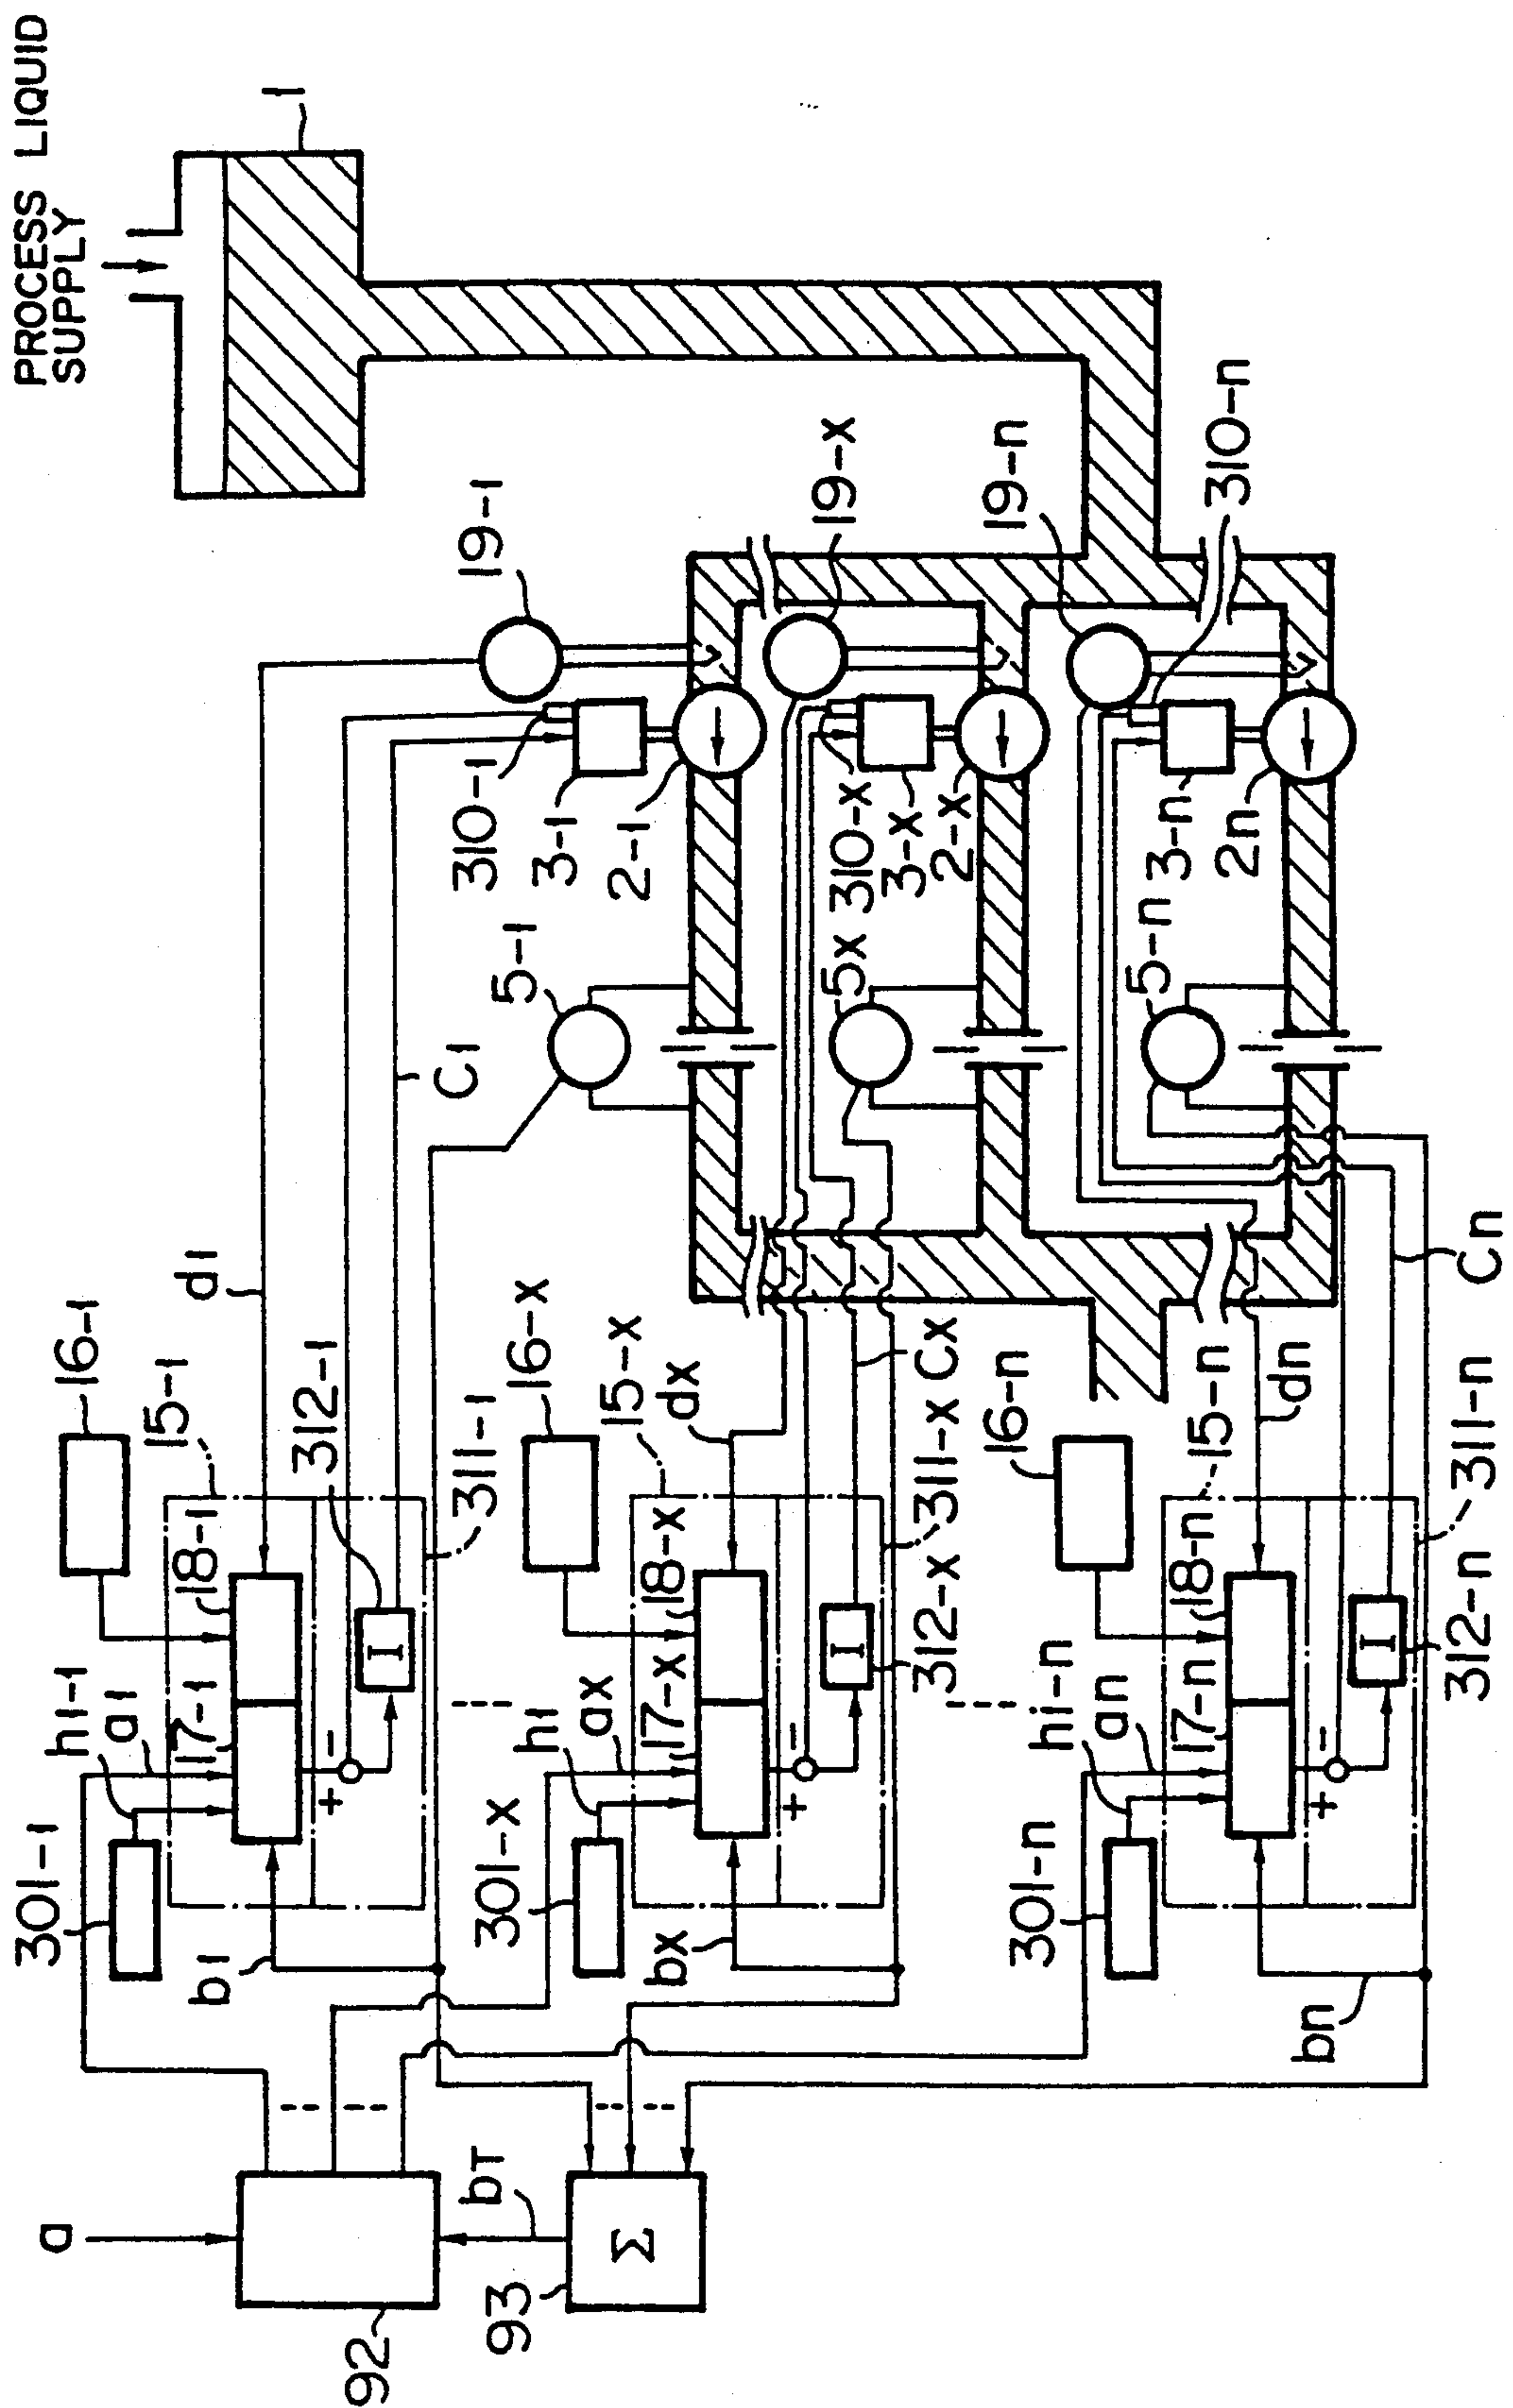 PROCESS LIQUID
SUPPLY
1
19-1
19-x
19-n
310-n
310-1
3-1
2-1
310-x
3-x
2-x
3-n
2n
5-1
5x
5-n
C1
d1
Cn
16-1
15-1
312-1
311-1
16-x
15-x
dx
Cx
311-x
16-n
15-n
dn
311-n
18-1
17-1
h1-1
a1
I
+
-
301-1
b1
18-x
17-x
h1
ax
I
312-x
+
-
301-x
bx
18-n
17-n
hi-n
an
I
312-n
+
-
301-n
bn
a
92
bT
93
Σ